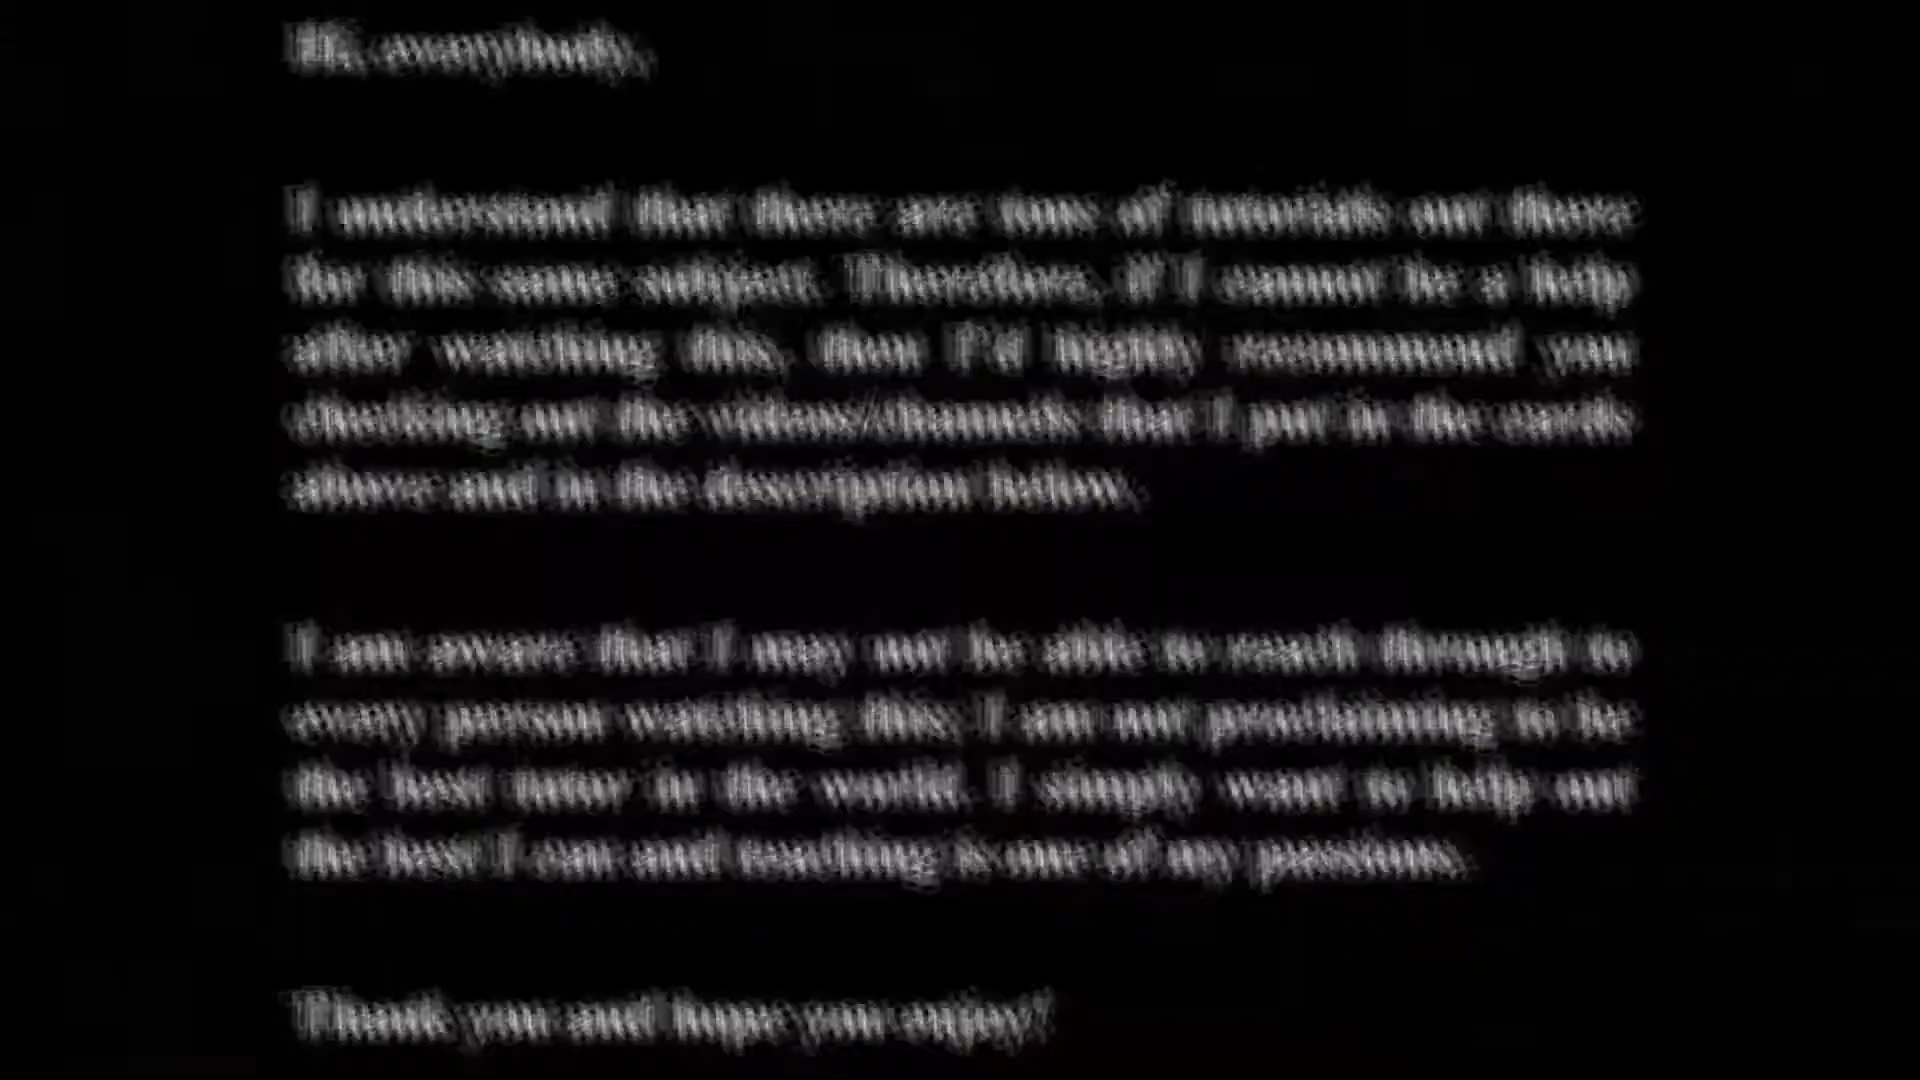 Hi, everybody,
I understand that there are tons of tutorials out there
for this same subject. Therefore, if I cannot be a help
after watching this, then I'd highly recommend you
checking out the videos/channels that I put in the cards
above and in the description below.
I am aware that I may not be able to reach through to
every person watching this. I am not proclaiming to be
the best tutor in the world. I simply want to help out
the best I can and teaching is one of my passions.
Thank you and hope you enjoy!